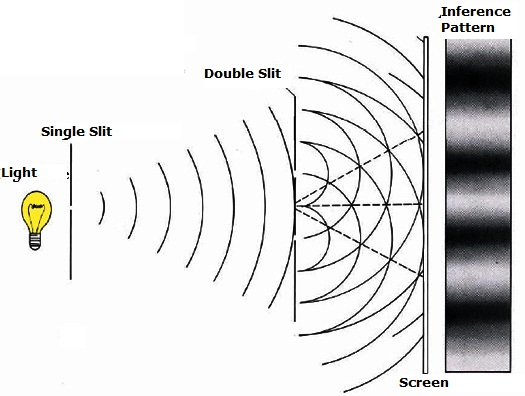 Inference
Pattern
Double Slit
Single Slit
Light
Screen